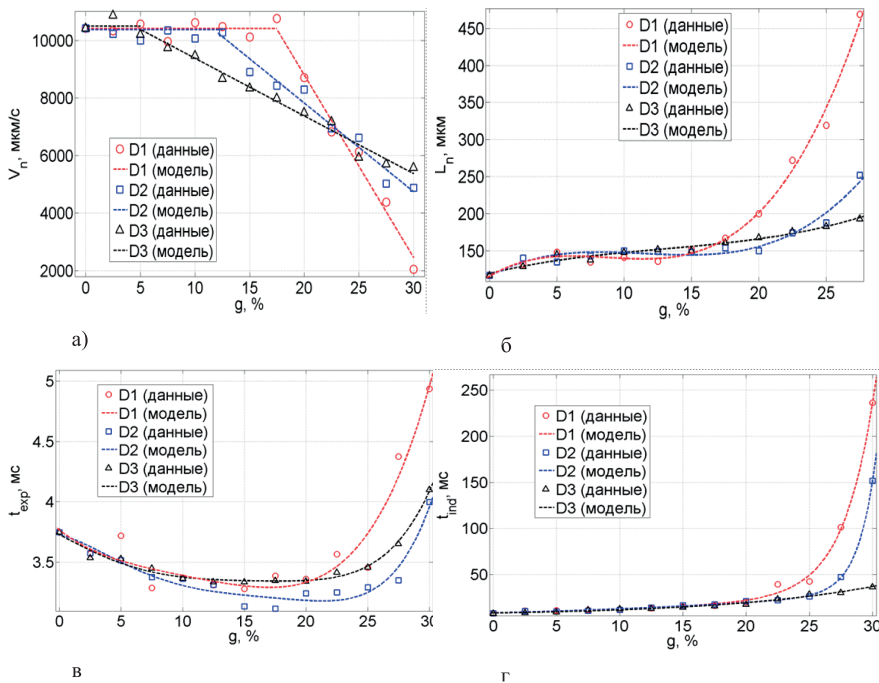 10000
8000
6000
4000
2000
Vn, мкм/с
D1 (данные)
D1 (модель)
D2 (данные)
D2 (модель)
D3 (данные)
D3 (модель)
0 5 10 15 20 25 30
g, %
а)
450
400
350
300
250
200
150
100
Ln, мкм
D1 (данные)
D1 (модель)
D2 (данные)
D2 (модель)
D3 (данные)
D3 (модель)
0 5 10 15 20 25
g, %
б
5
4.5
4
3.5
texp, мс
D1 (данные)
D1 (модель)
D2 (данные)
D2 (модель)
D3 (данные)
D3 (модель)
0 5 10 15 20 25 30
g, %
в
250
200
150
100
50
tind, мс
D1 (данные)
D1 (модель)
D2 (данные)
D2 (модель)
D3 (данные)
D3 (модель)
0 5 10 15 20 25 30
g, %
г